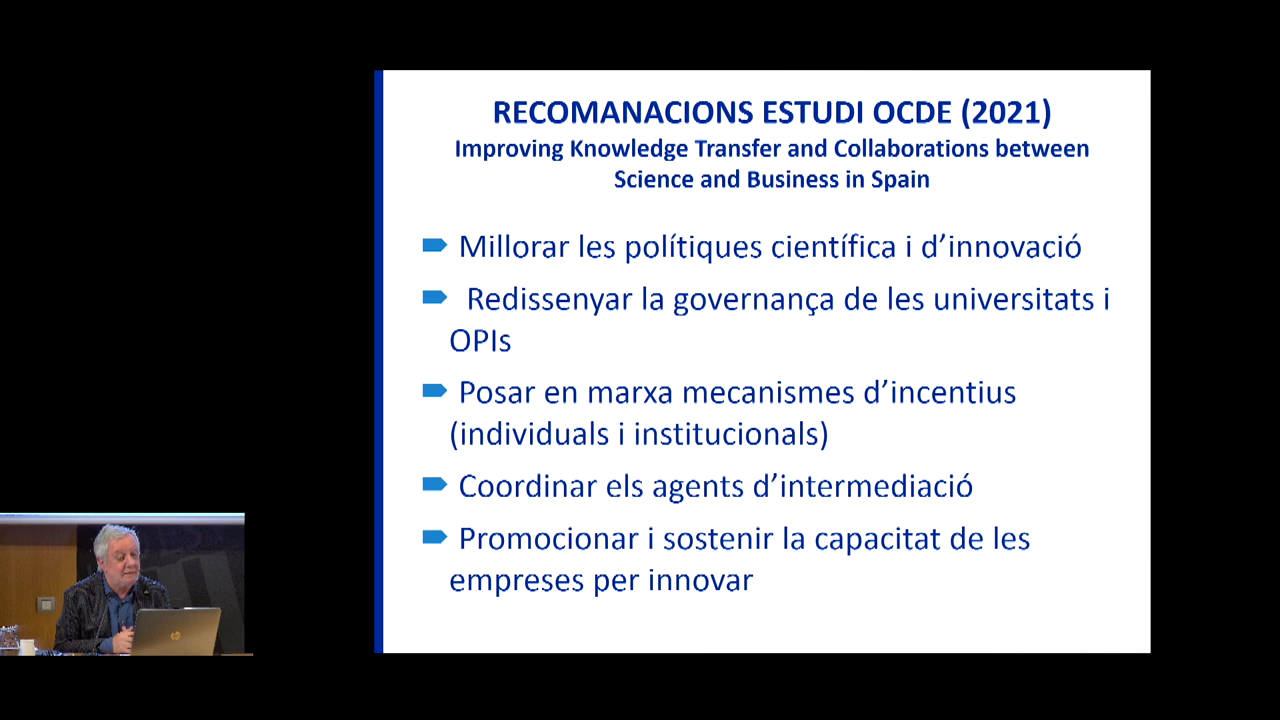 RECOMANACIONS ESTUDI OCDE (2021)
Improving Knowledge Transfer and Collaborations between
Science and Business in Spain
Millorar les polítiques científica i d’innovació
Redissenyar la governança de les universitats i
OPIs
Posar en marxa mecanismes d’incentius
(individuals i institucionals)
Coordinar els agents d’intermediació
Promocionar i sostenir la capacitat de les
empreses per innovar